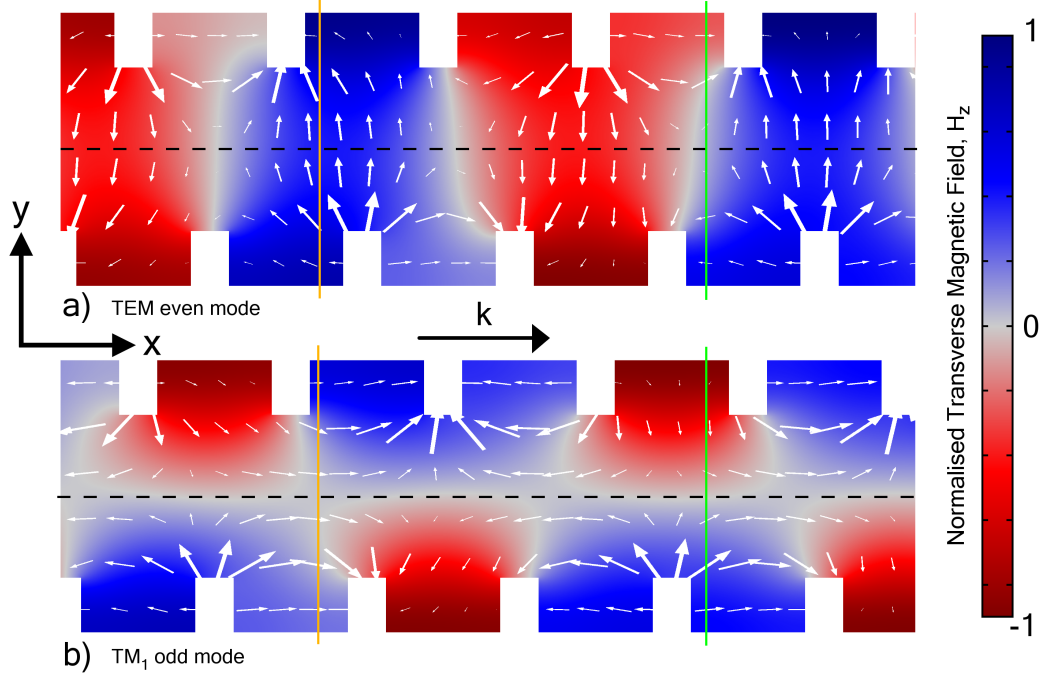 y
x
a) TEM even mode
k
b) TM1 odd mode
1
0
-1
Normalised Transverse Magnetic Field, Hz